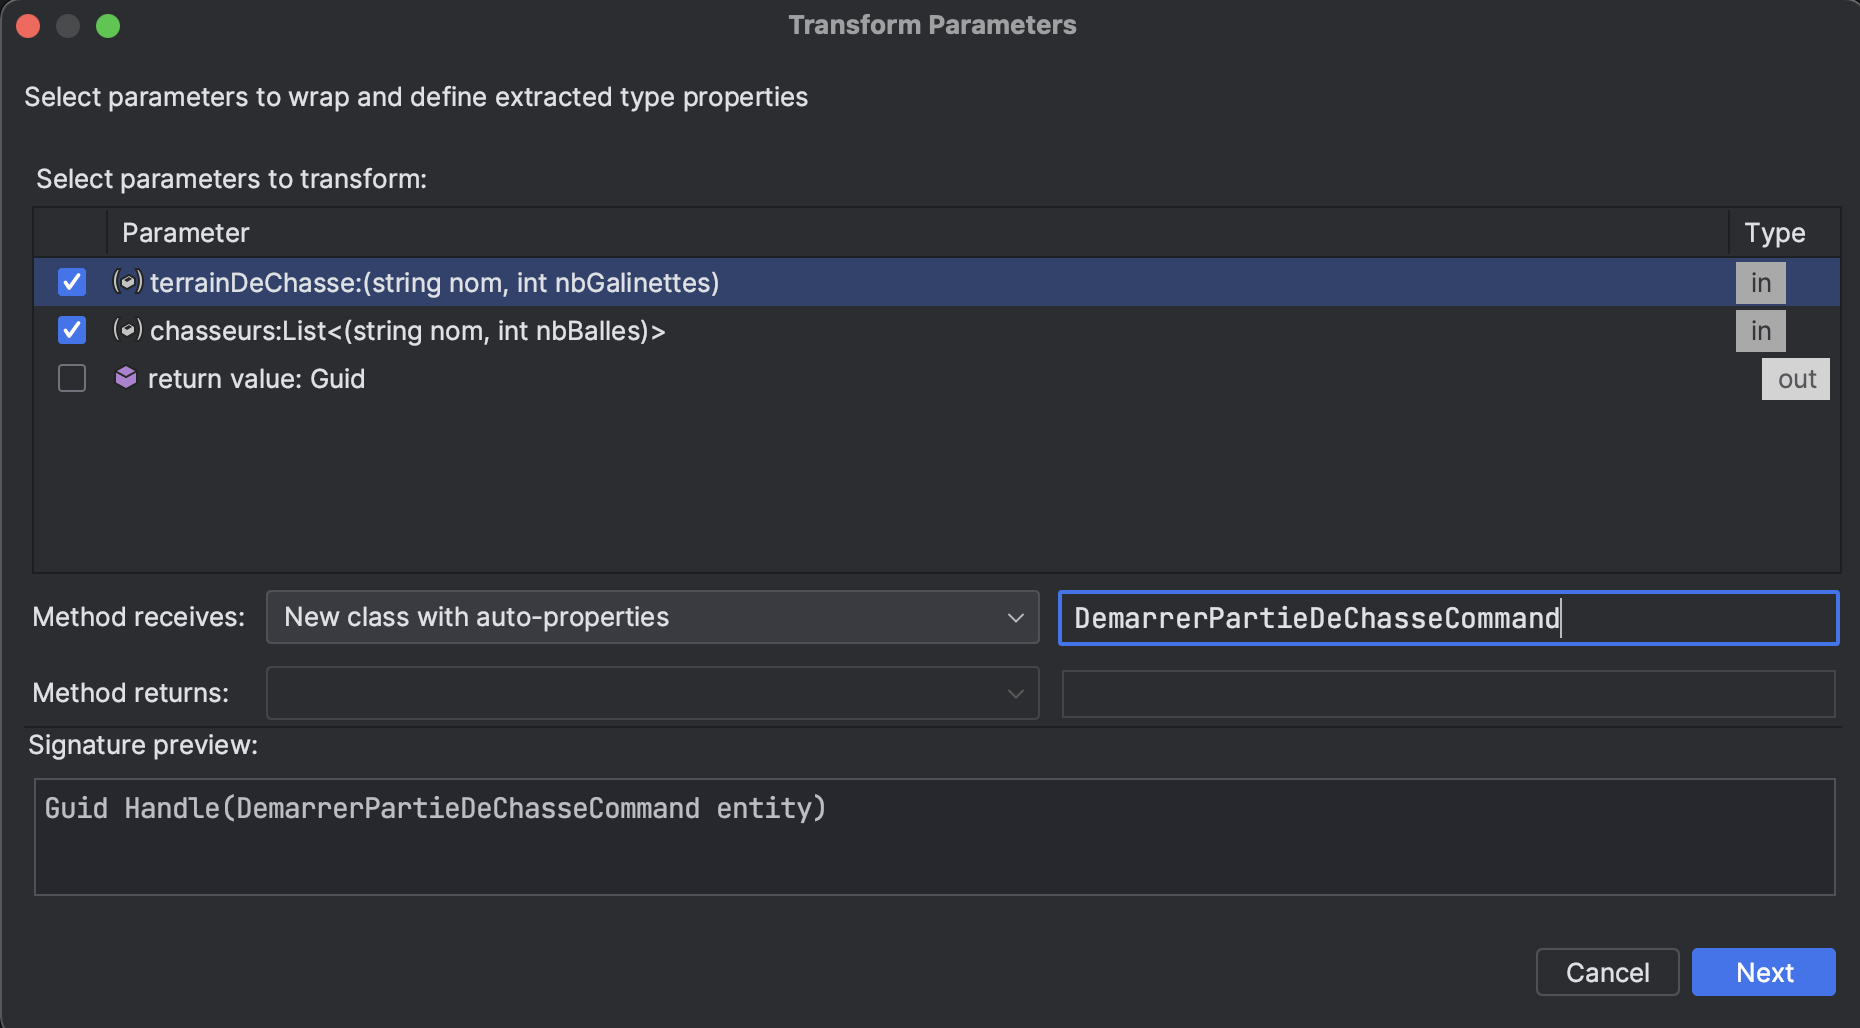 Transform Parameters
Select parameters to wrap and define extracted type properties
Select parameters to transform:
Parameter Type
terrainDeChasse:(string nom, int nbGalinettes) in
chasseurs:List<(string nom, int nbBalles)> in
return value: Guid out
Method receives: New class with auto-properties DemarrerPartieDeChasseCommand
Method returns:
Signature preview:
Guid Handle(DemarrerPartieDeChasseCommand entity)
Cancel Next